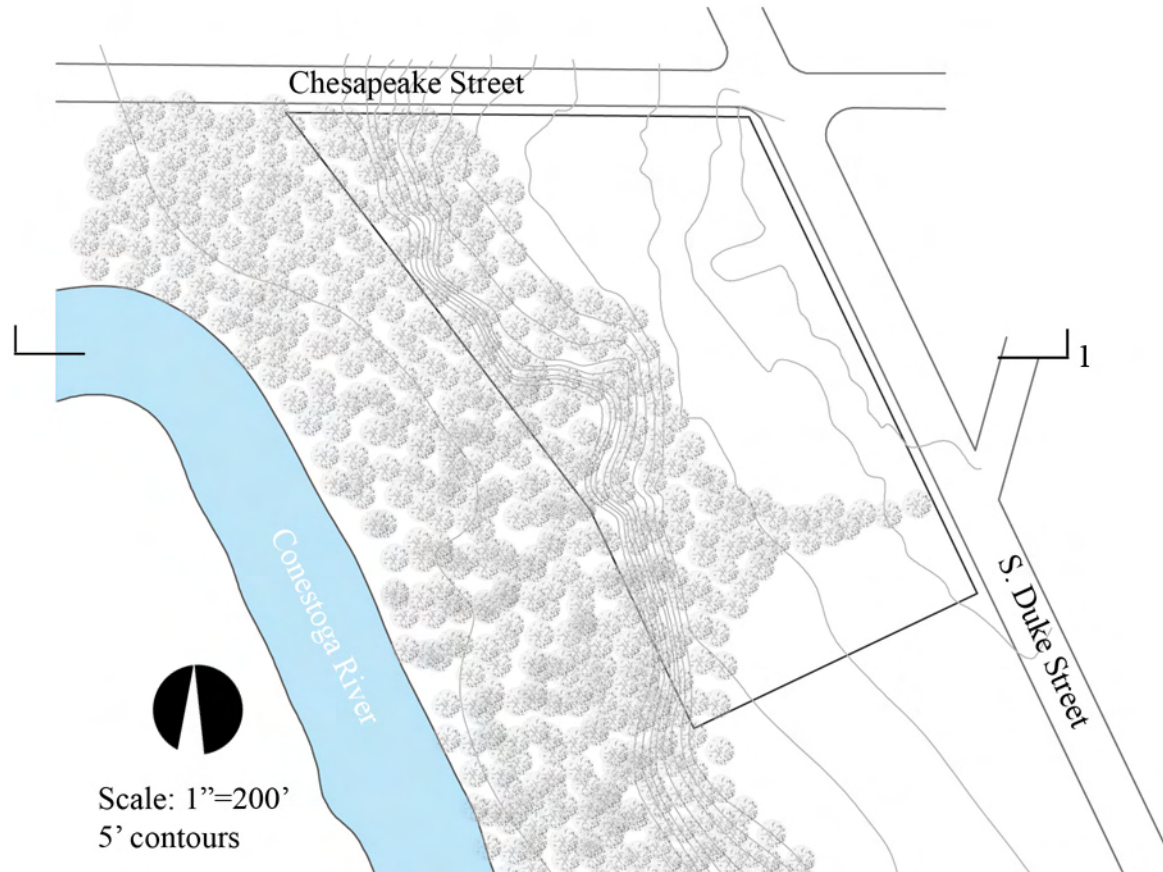 Chesapeake Street
1
Conestoga River
S. Duke Street
Scale: 1”=200’
5’ contours